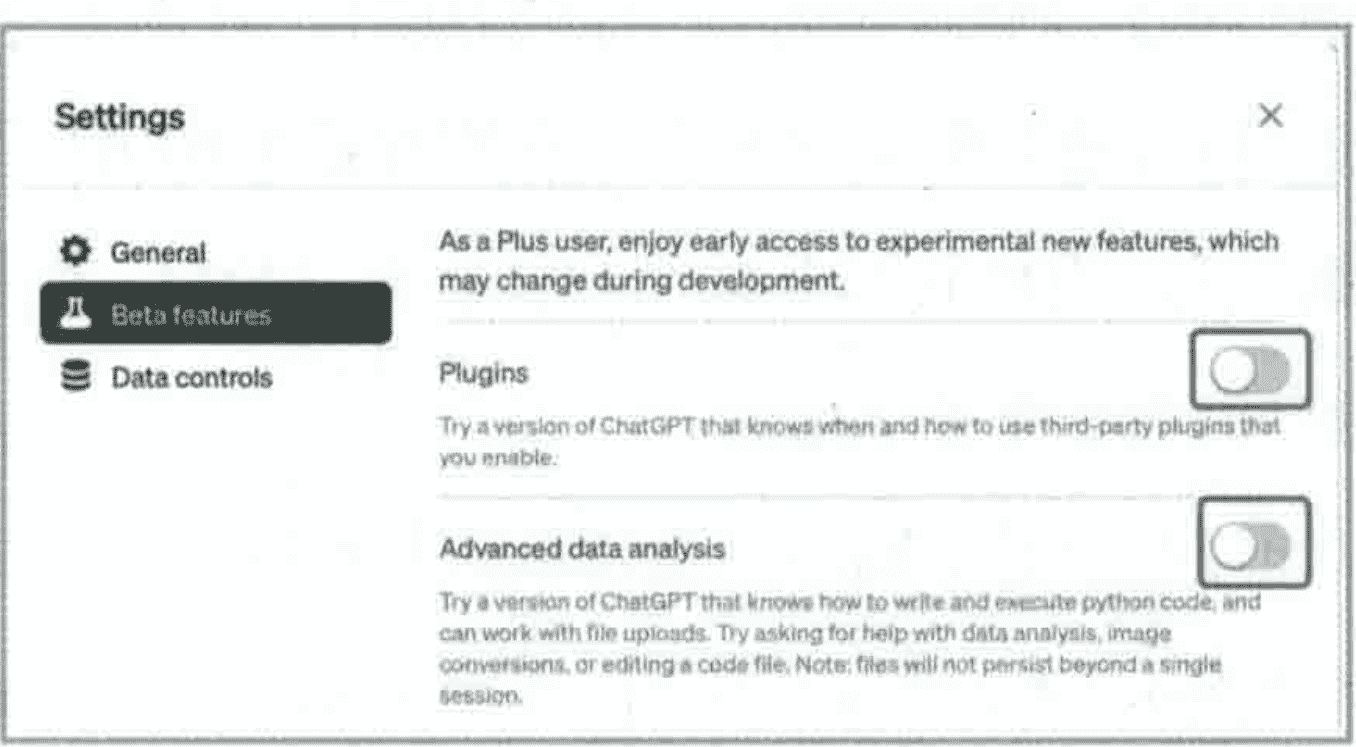 Settings
General
Beta features
Data controls
As a Plus user, enjoy early access to experimental new features, which
may change during development.
Plugins
Try a version of ChatGPT that knows when and how to use third-party plugins that
you enable.
Advanced data analysis
Try a version of ChatGPT that knows how to write and execute python code, and
can work with file uploads. Try asking for help with data analysis, image
conversions, or editing a code file. Note: files will not persist beyond a single
session.